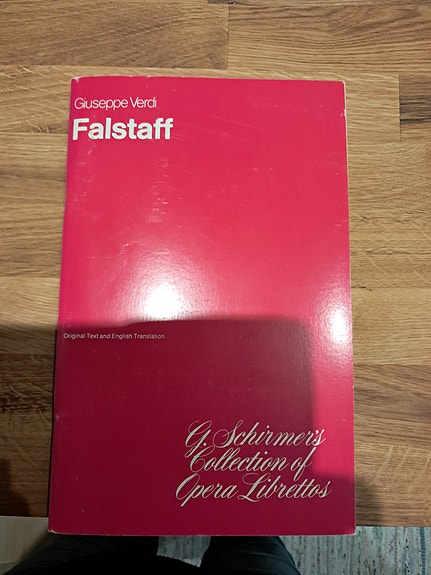 Giuseppe Verdi
Falstaff
Original Text and English Translation
G. Schirmer's
Collection of
Opera Librettos